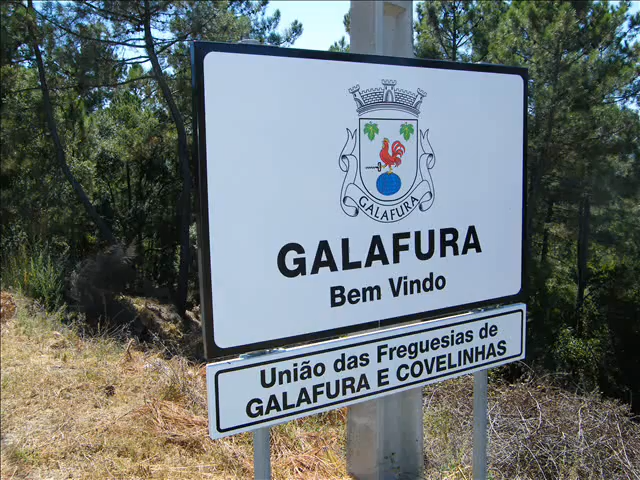 GALAFURA
GALAFURA
Bem Vindo
União das Freguesias de
GALAFURA E COVELINHAS